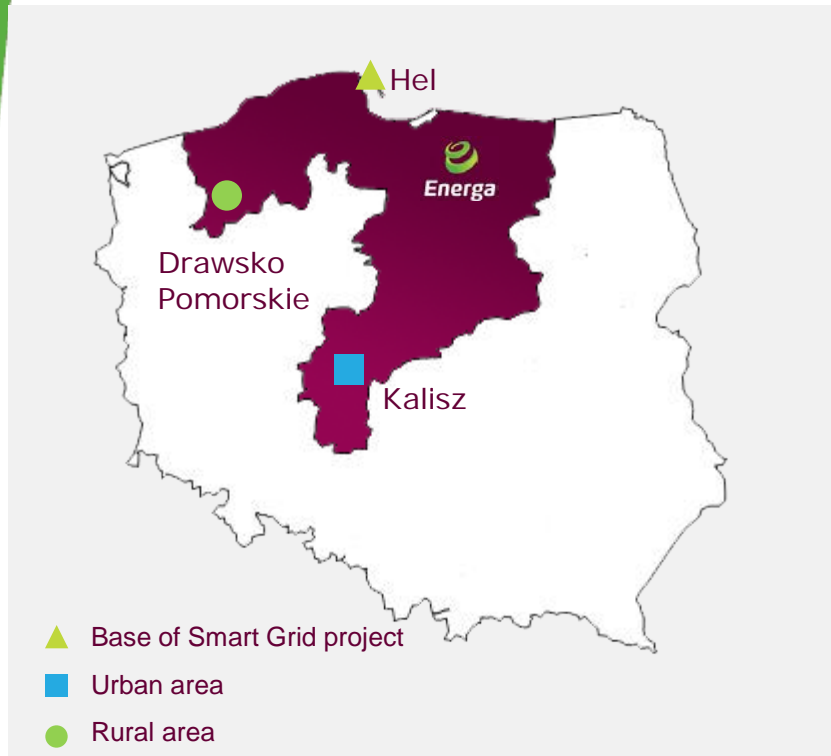 Hel
Energa
Drawsko
Pomorskie
Kalisz
Base of Smart Grid project
Urban area
Rural area